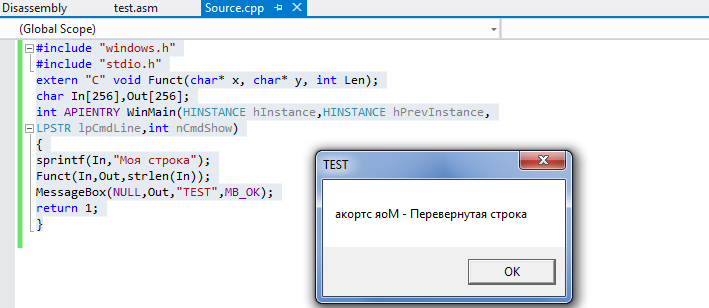 Disassembly test.asm Source.cpp
(Global Scope)
#include "windows.h"
#include "stdio.h"
extern "C" void Funct(char* x, char* y, int Len);
char In[256],Out[256];
int APIENTRY WinMain(HINSTANCE hInstance,HINSTANCE hPrevInstance,
LPSTR lpCmdLine,int nCmdShow)
{
sprintf(In,"Моя строка");
Funct(In,Out,strlen(In));
MessageBox(NULL,Out,"TEST",MB_OK);
return 1;
}
TEST
акортс яоМ - Перевернутая строка
OK